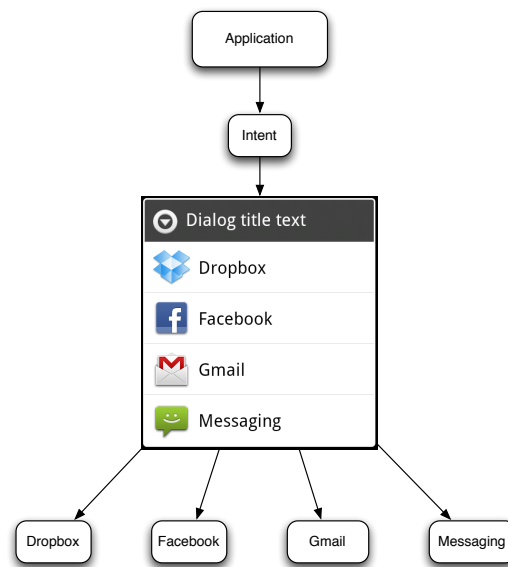 Application
Intent
Dialog title text
Dropbox
Facebook
Gmail
Messaging
Dropbox
Facebook
Gmail
Messaging